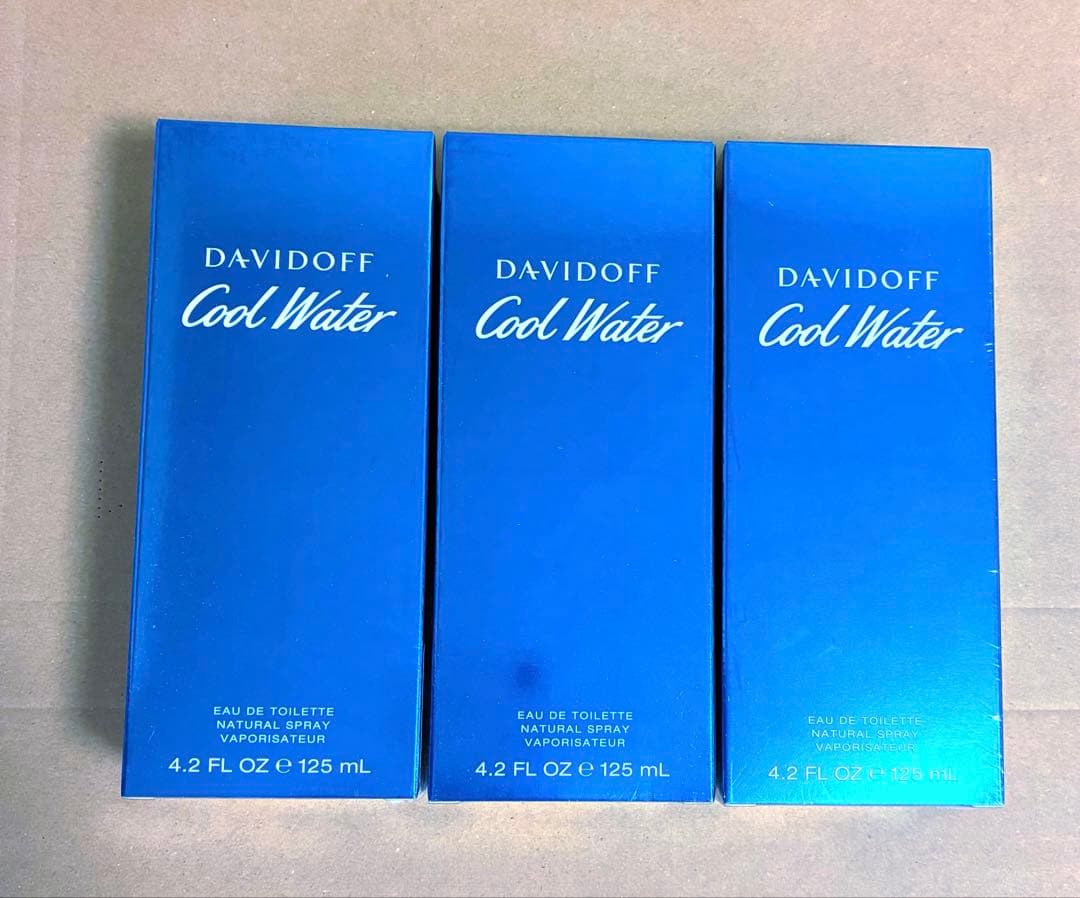 DAVIDOFF
Cool Water
EAU DE TOILETTE
NATURAL SPRAY
VAPORISATEUR
4.2 FL OZ ℮ 125 mL
DAVIDOFF
Cool Water
EAU DE TOILETTE
NATURAL SPRAY
VAPORISATEUR
4.2 FL OZ ℮ 125 mL
DAVIDOFF
Cool Water
EAU DE TOILETTE
NATURAL SPRAY
VAPORISATEUR
4.2 FL OZ ℮ 125 mL